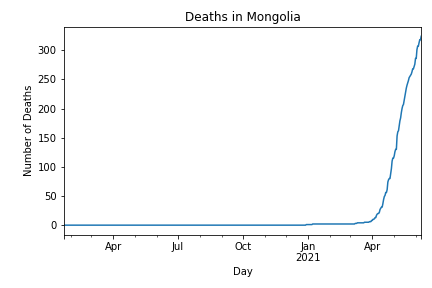 Deaths in Mongolia
Number of Deaths
300
250
200
150
100
50
0
Apr
Jul
Oct
Jan
2021
Apr
Day